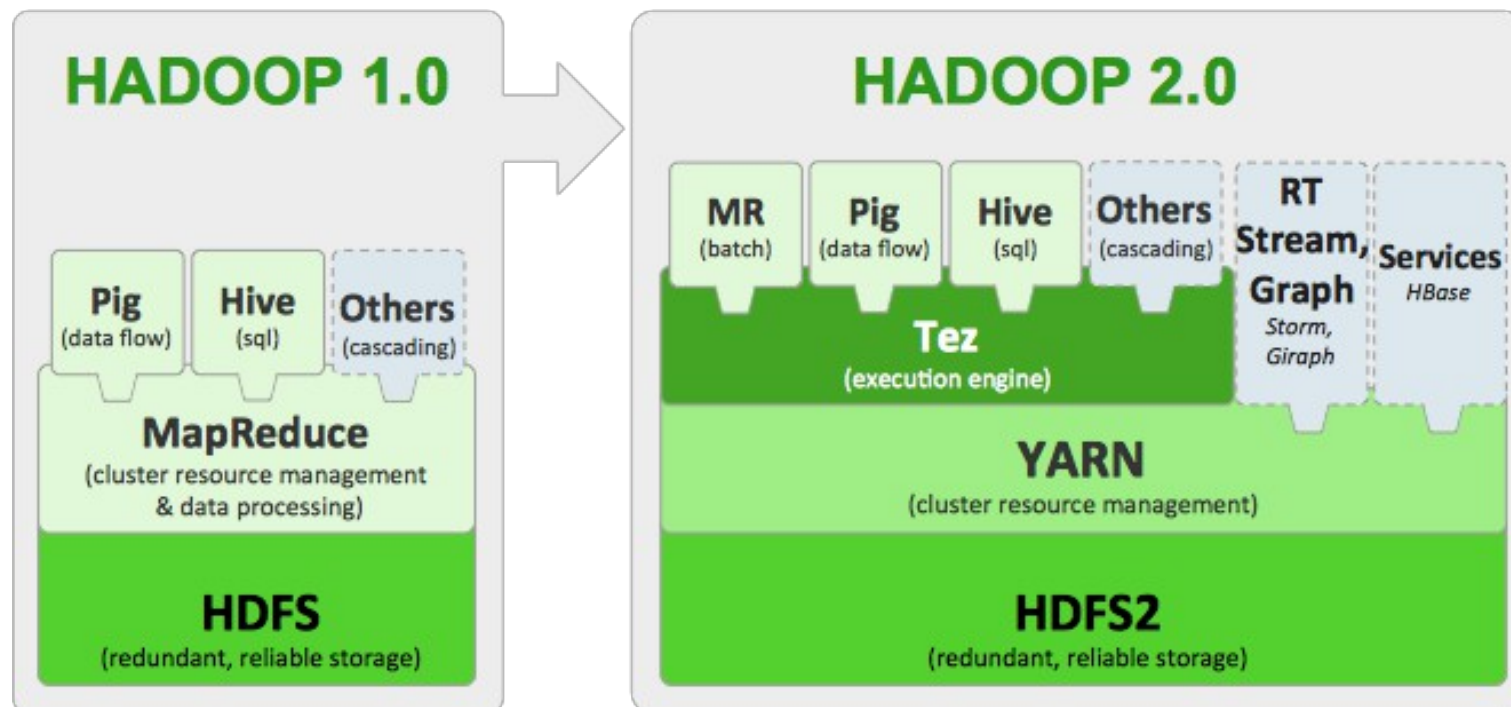 HADOOP 1.0
Pig
(data flow)
Hive
(sql)
Others
(cascading)
MapReduce
(cluster resource management
& data processing)
HDFS
(redundant, reliable storage)
HADOOP 2.0
MR
(batch)
Pig
(data flow)
Hive
(sql)
Others
(cascading)
RT
Stream,
Graph
Storm,
Giraph
Services
HBase
Tez
(execution engine)
YARN
(cluster resource management)
HDFS2
(redundant, reliable storage)